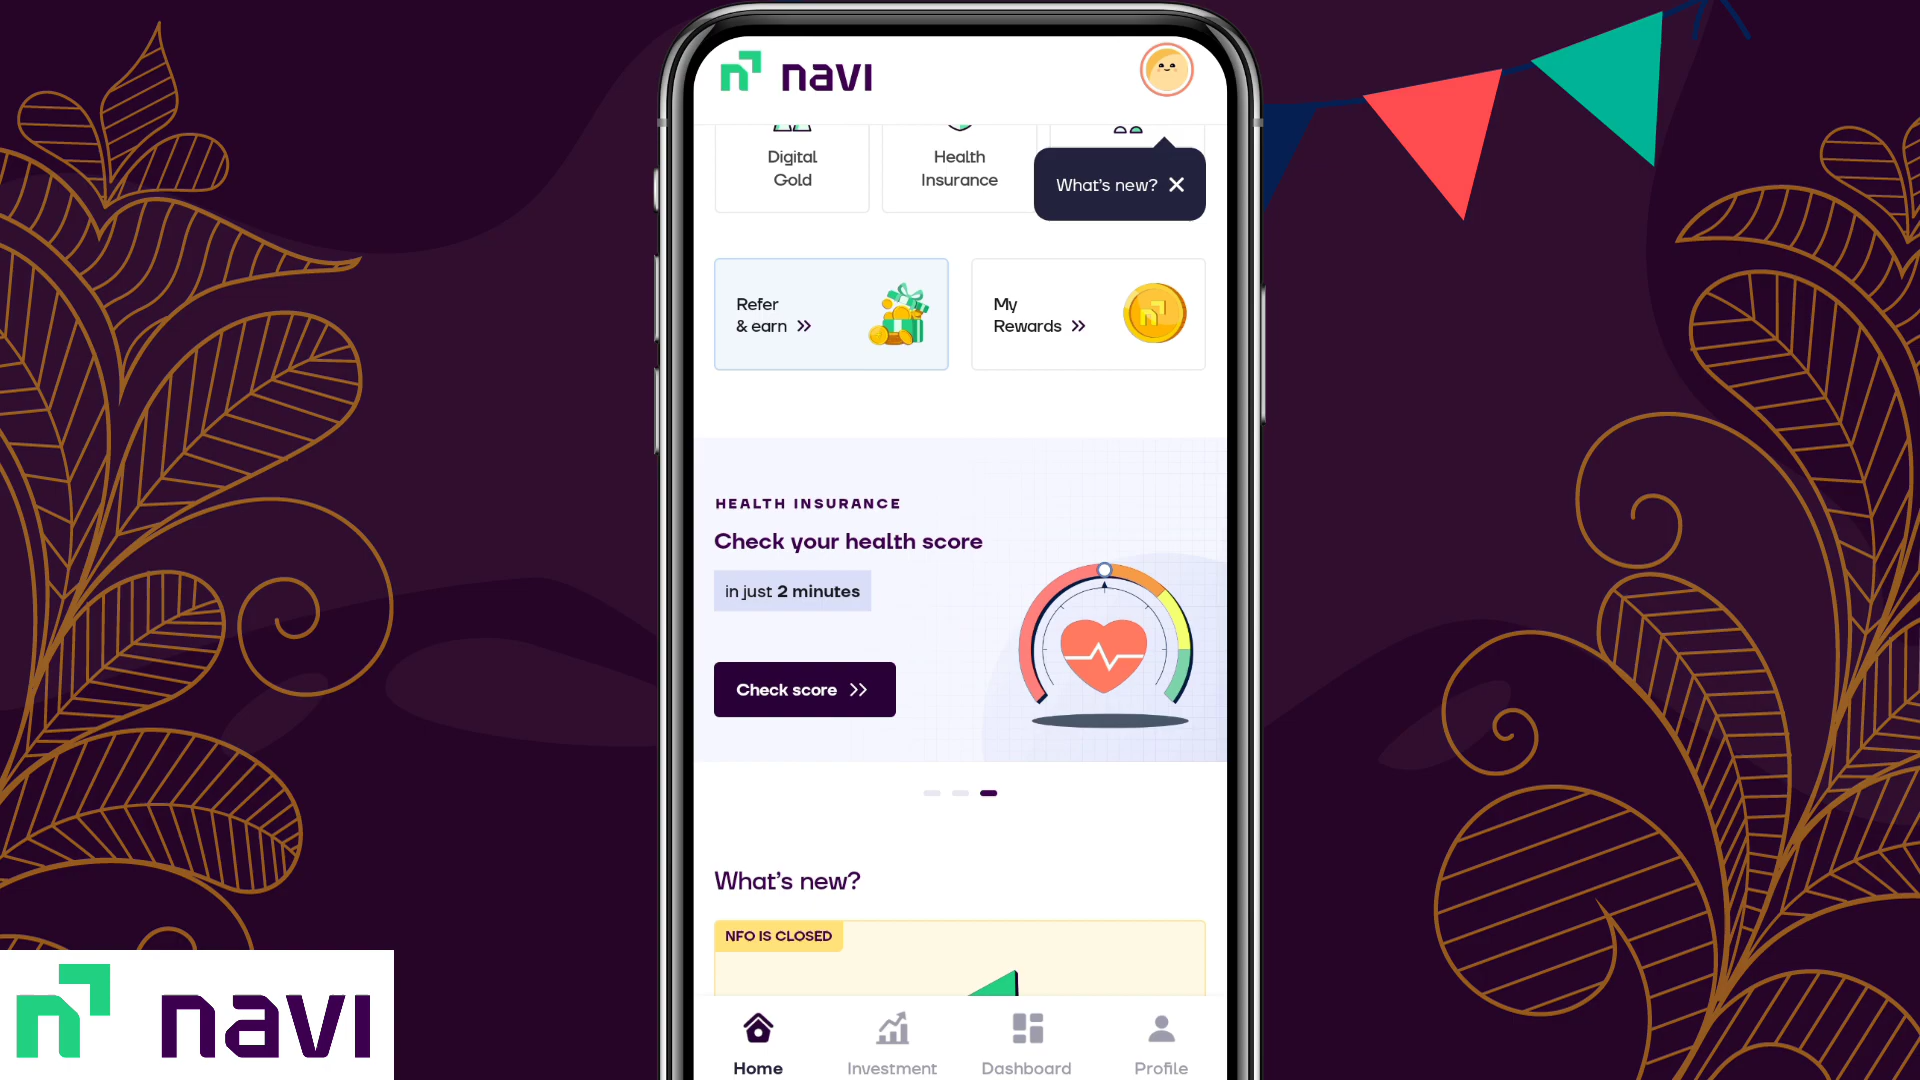 navi
Digital
Gold
Health
Insurance
What's new?
Refer
& earn
My
Rewards
HEALTH INSURANCE
Check your health score
in just 2 minutes
Check score
What's new?
NFO IS CLOSED
Home
Investment
Dashboard
Profile
navi